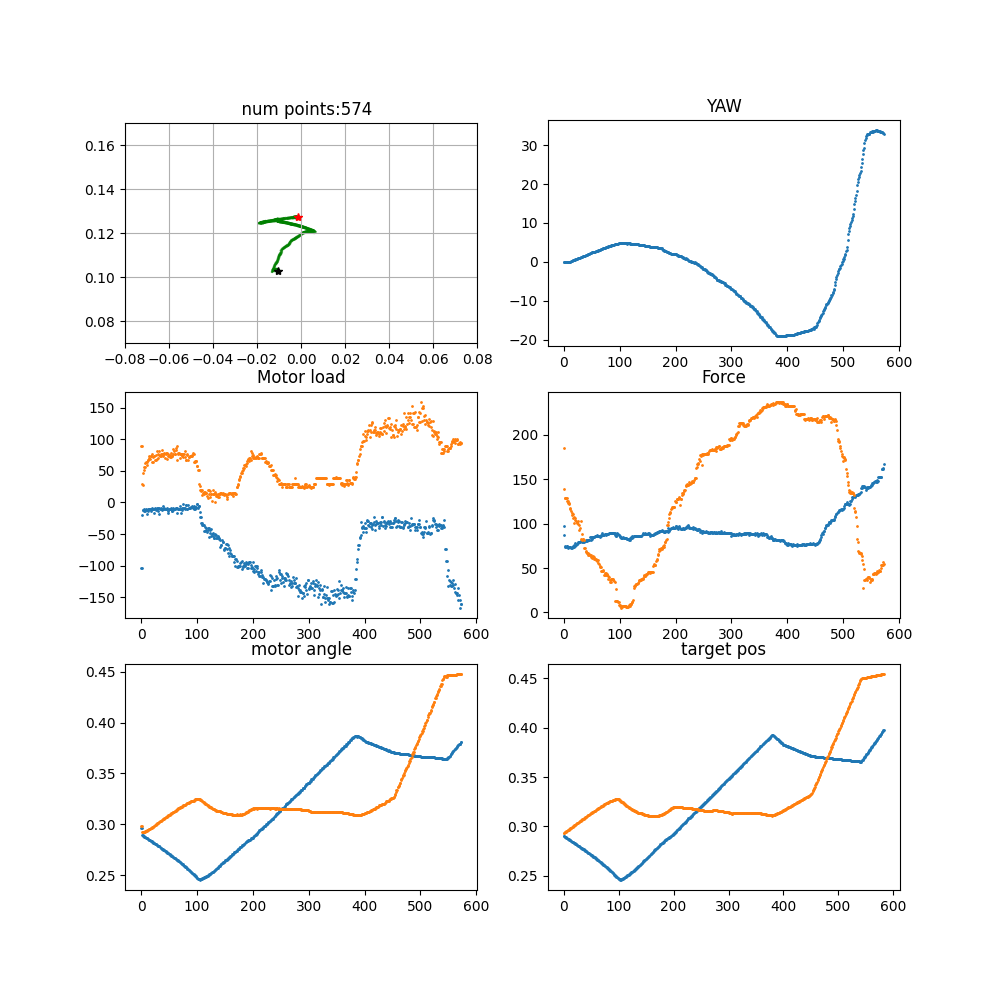 num points:574
YAW
0.16
0.14
0.12
0.10
0.08
−0.08 −0.06 −0.04 −0.02 0.00 0.02 0.04 0.06 0.08
30
20
10
0
−10
−20
0 100 200 300 400 500 600
Motor load
Force
150
100
50
0
−50
−100
−150
0 100 200 300 400 500 600
200
150
100
50
0
0 100 200 300 400 500 600
motor angle
target pos
0.45
0.40
0.35
0.30
0.25
0 100 200 300 400 500 600
0.45
0.40
0.35
0.30
0.25
0 100 200 300 400 500 600